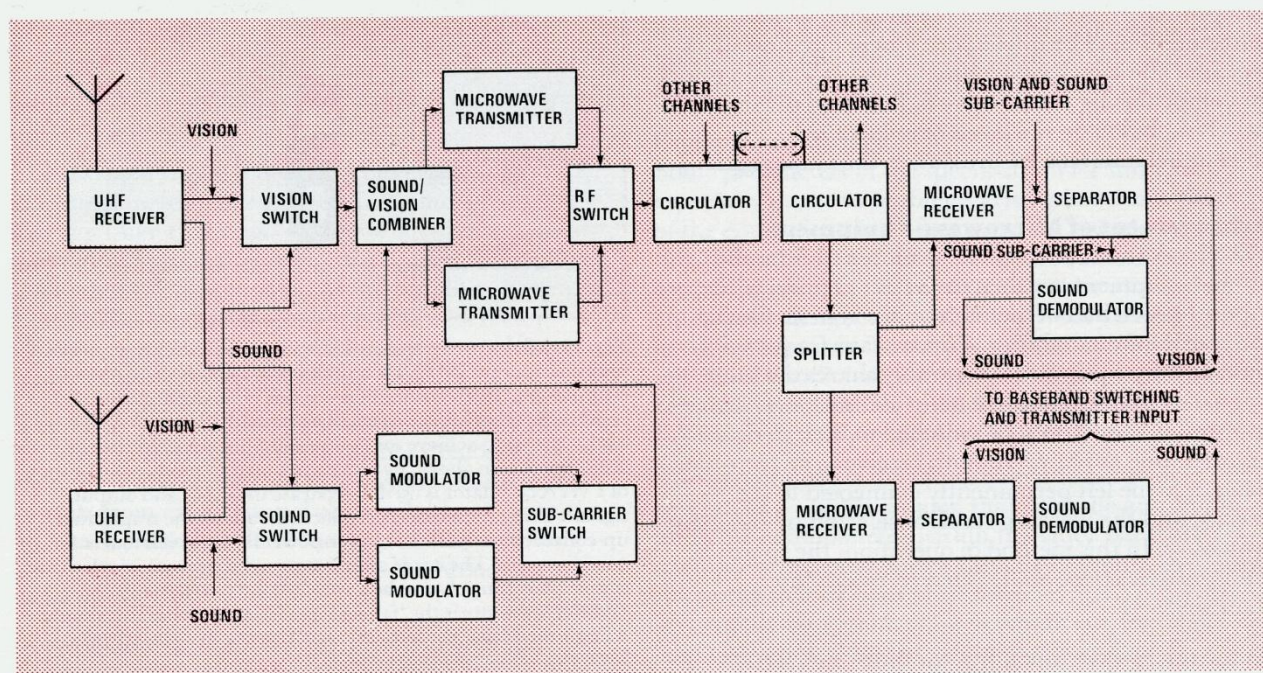 MICROWAVE
TRANSMITTER
OTHER
CHANNELS
OTHER
CHANNELS
VISION AND SOUND
SUB-CARRIER
VISION
UHF
RECEIVER
VISION
SWITCH
SOUND/
VISION
COMBINER
RF
SWITCH
CIRCULATOR
CIRCULATOR
MICROWAVE
RECEIVER
SEPARATOR
SOUND SUB-CARRIER
MICROWAVE
TRANSMITTER
SOUND
DEMODULATOR
SOUND
SPLITTER
SOUND
VISION
TO BASEBAND SWITCHING
AND TRANSMITTER INPUT
VISION
SOUND
MODULATOR
VISION
SOUND
UHF
RECEIVER
SOUND
SWITCH
SUB-CARRIER
SWITCH
MICROWAVE
RECEIVER
SEPARATOR
SOUND
DEMODULATOR
SOUND
MODULATOR
SOUND